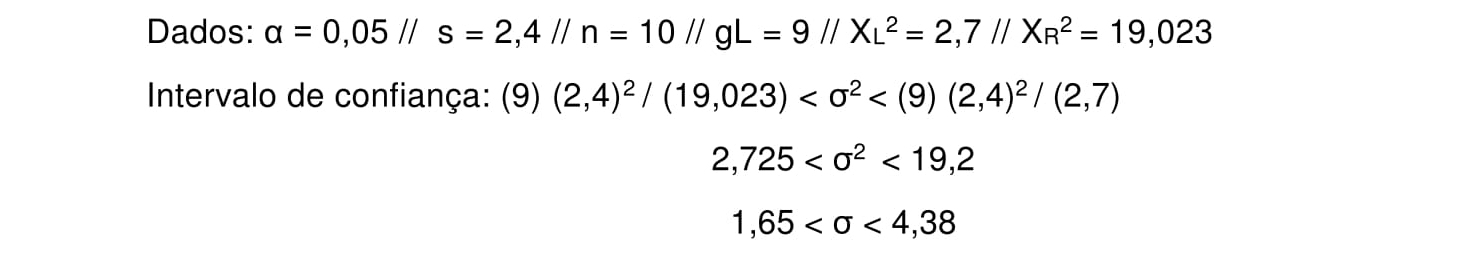 Dados: α = 0,05 // s = 2,4 // n = 10 // gL = 9 // XL² = 2,7 // XR² = 19,023
Intervalo de confiança: (9) (2,4)² / (19,023) < σ² < (9) (2,4)² / (2,7)
2,725 < σ² < 19,2
1,65 < σ < 4,38